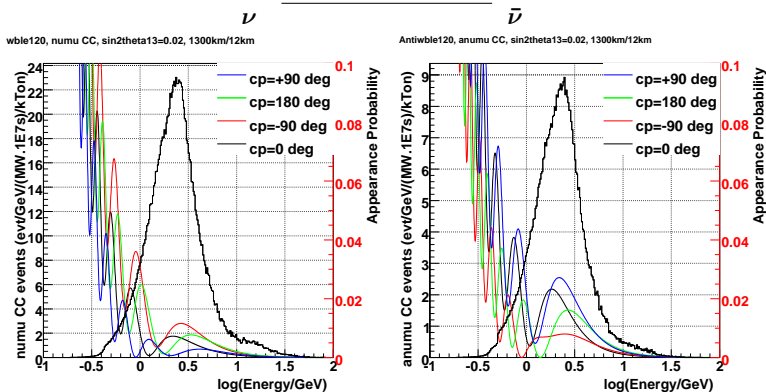 ν
wble120, numu CC, sin2theta13=0.02, 1300km/12km
numu CC events (evt/GeV/(MW.1E7s)/kTon)
24
22
20
18
16
14
12
10
8
6
4
2
0
cp=+90 deg
cp=180 deg
cp=-90 deg
cp=0 deg
0.1
0.08
0.06
0.04
0.02
0
Appearance Probability
-1
-0.5
-0.0
0.5
1.0
1.5
2
log(Energy/GeV)
ν̄
Antiwble120, anumu CC, sin2theta13=0.02, 1300km/12km
anumu CC events (evt/GeV/(MW.1E7s)/kTon)
9
8
7
6
5
4
3
2
1
0
cp=+90 deg
cp=180 deg
cp=-90 deg
cp=0 deg
0.1
0.08
0.06
0.04
0.02
0
Appearance Probability
-1
-0.5
-0.0
0.5
1.0
1.5
2
log(Energy/GeV)